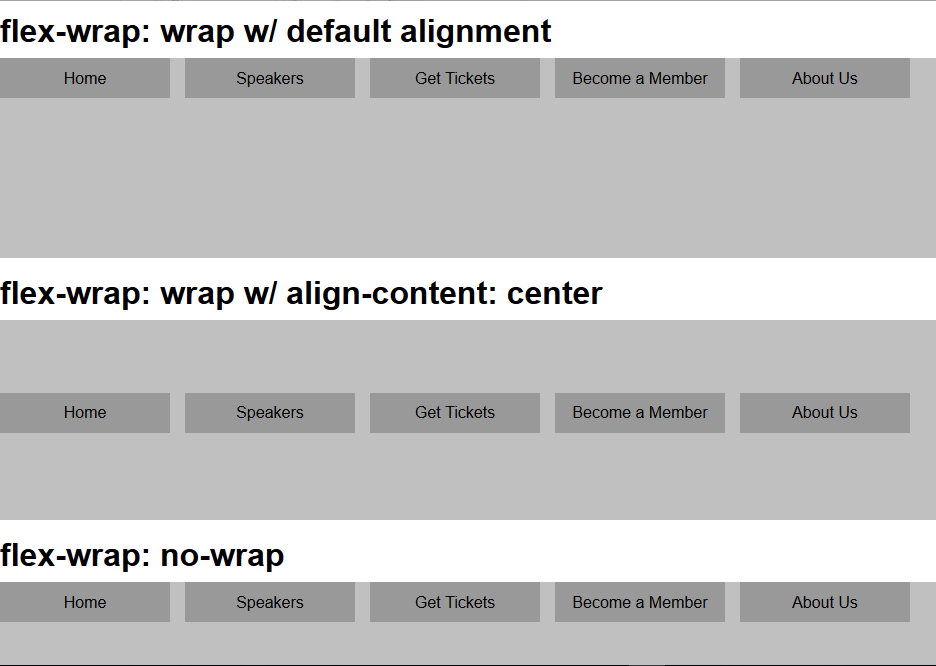 flex-wrap: wrap w/ default alignment
Home Speakers Get Tickets Become a Member About Us
flex-wrap: wrap w/ align-content: center
Home Speakers Get Tickets Become a Member About Us
flex-wrap: no-wrap
Home Speakers Get Tickets Become a Member About Us